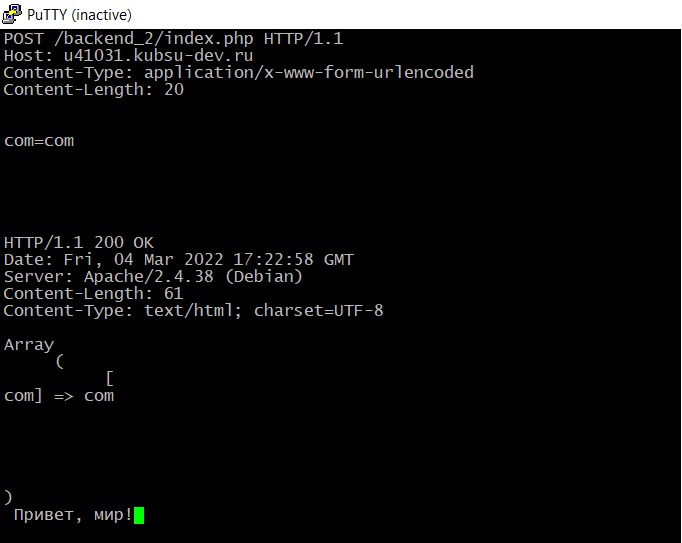 PuTTY (inactive)
POST /backend_2/index.php HTTP/1.1
Host: u41031.kubsu-dev.ru
Content-Type: application/x-www-form-urlencoded
Content-Length: 20
com=com
HTTP/1.1 200 OK
Date: Fri, 04 Mar 2022 17:22:58 GMT
Server: Apache/2.4.38 (Debian)
Content-Length: 61
Content-Type: text/html; charset=UTF-8
Array
(
[
com] => com
)
Привет, мир!